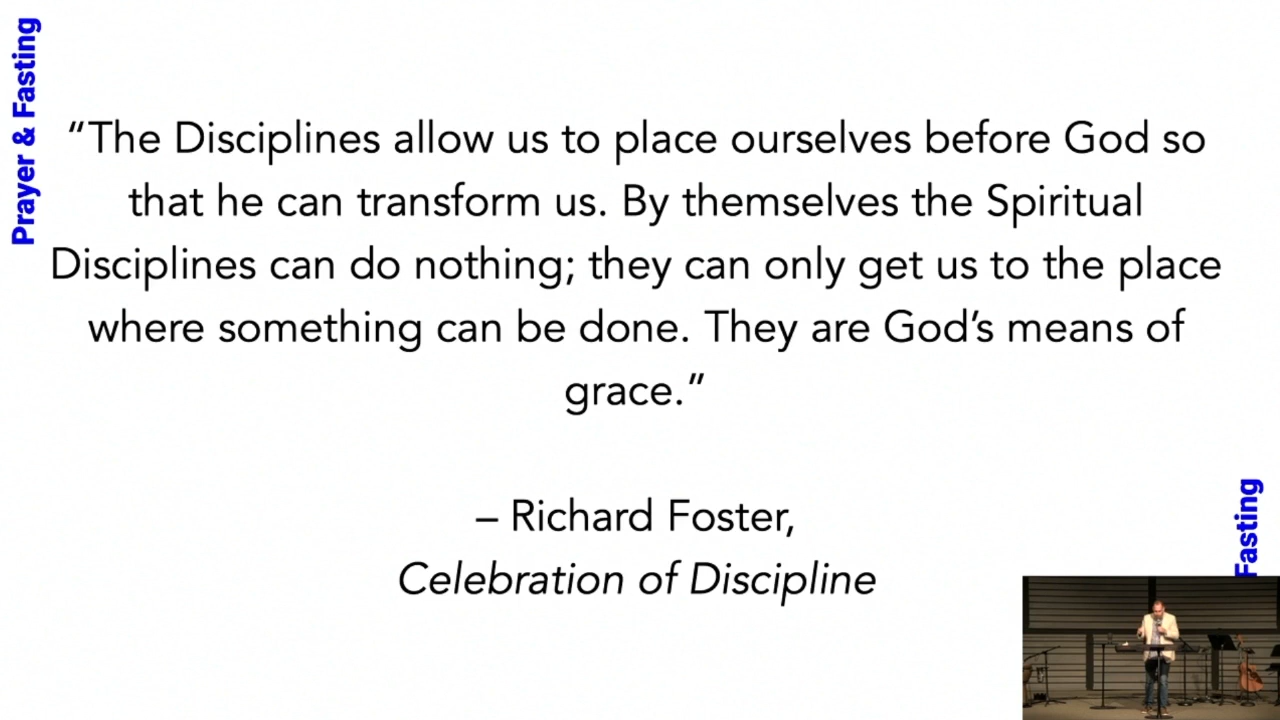 Prayer & Fasting
“The Disciplines allow us to place ourselves before God so
that he can transform us. By themselves the Spiritual
Disciplines can do nothing; they can only get us to the place
where something can be done. They are God’s means of
grace.”
– Richard Foster,
Celebration of Discipline
Fasting